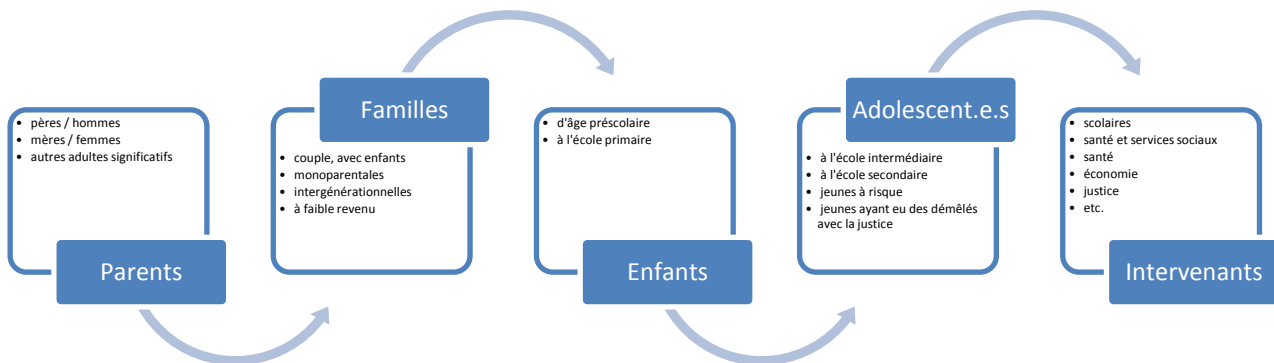 • pères / hommes
• mères / femmes
• autres adultes significatifs
Parents
Familles
• couple, avec enfants
• monoparentales
• intergénérationnelles
• à faible revenu
• d'âge préscolaire
• à l'école primaire
Enfants
Adolescent.e.s
• à l'école intermédiaire
• à l'école secondaire
• jeunes à risque
• jeunes ayant eu des démêlés
avec la justice
• scolaires
• santé et services sociaux
• santé
• économie
• justice
• etc.
Intervenants